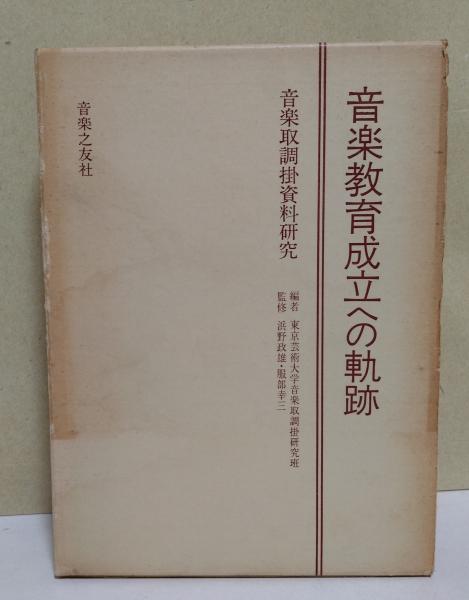 音楽教育成立への軌跡
音楽取調掛資料研究
編者 東京芸術大学音楽取調掛研究班
監修 浜野政雄・服部幸三
音楽之友社